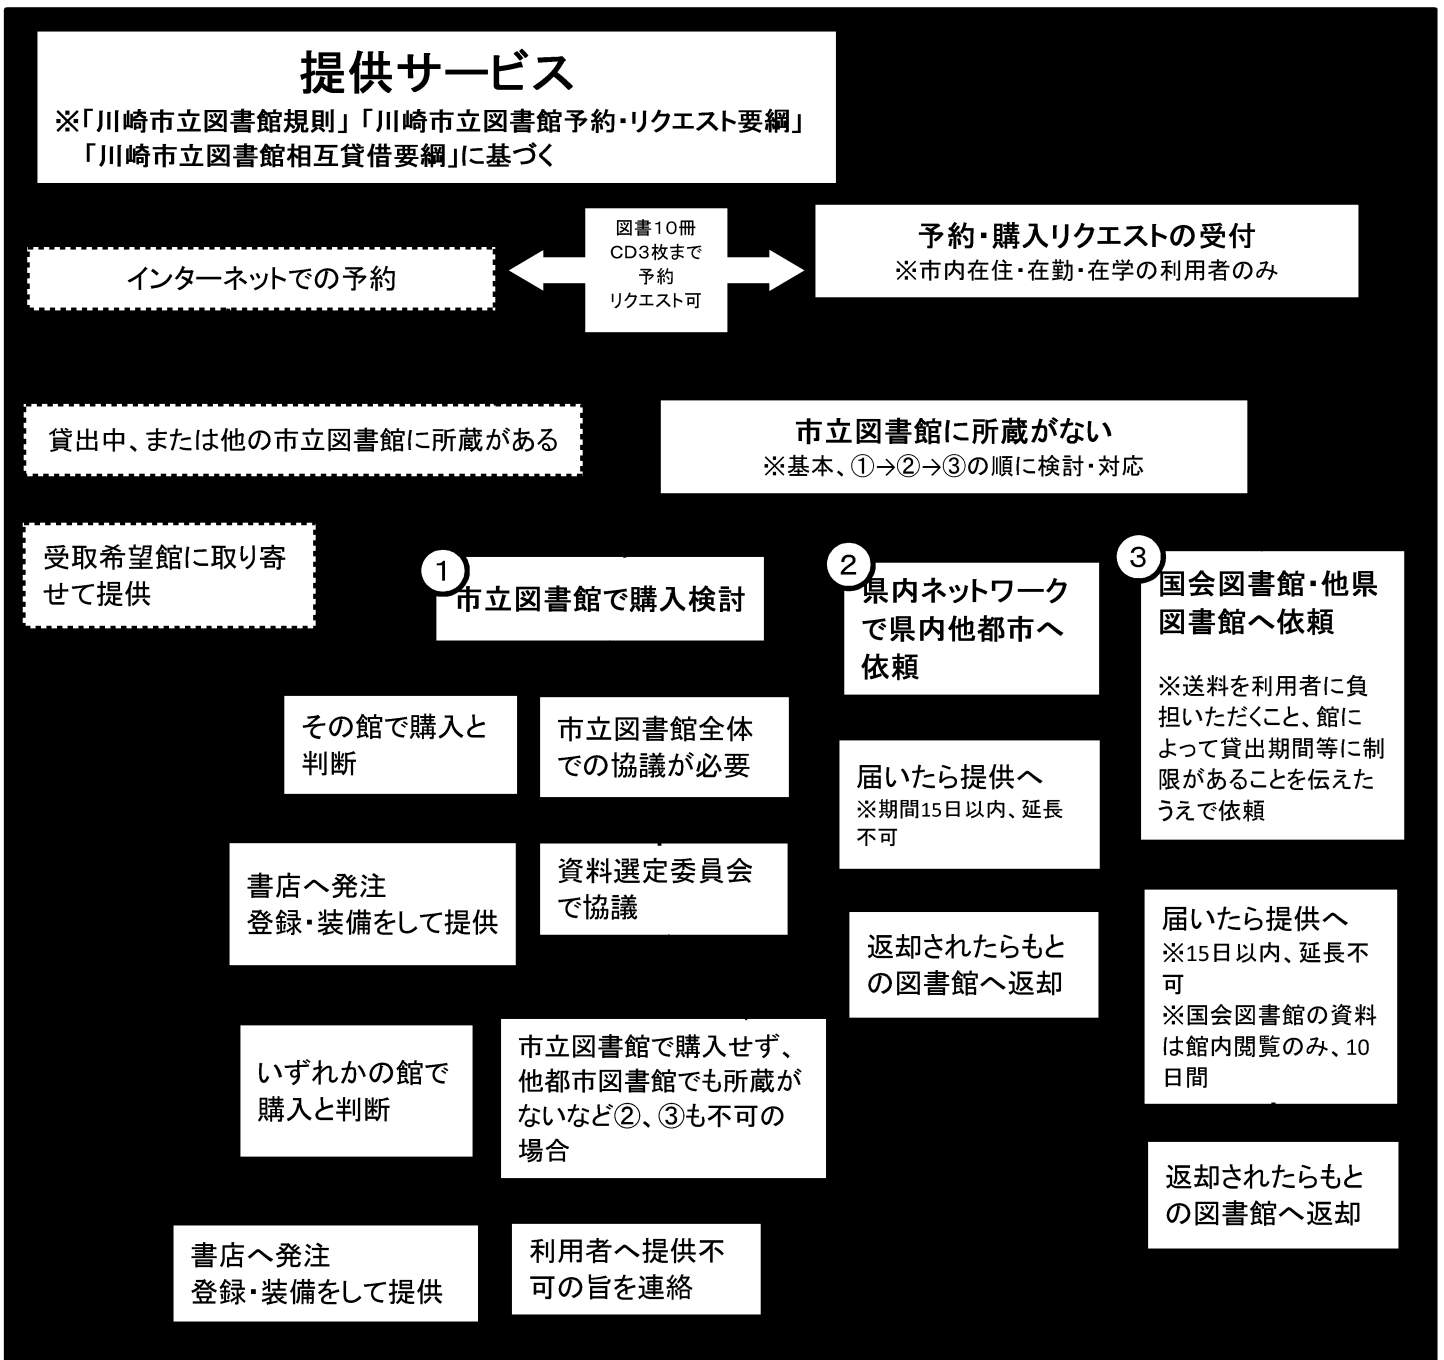 提供サービス
※「川崎市立図書館規則」「川崎市立図書館予約・リクエスト要綱」
「川崎市立図書館相互貸借要綱」に基づく
インターネットでの予約
図書10冊
CD3枚まで
予約
リクエスト可
予約・購入リクエストの受付
※市内在住・在勤・在学の利用者のみ
貸出中、または他の市立図書館に所蔵がある
市立図書館に所蔵がない
※基本、①→②→③の順に検討・対応
受取希望館に取り寄
せて提供
1
市立図書館で購入検討
2
県内ネットワーク
で県内他都市へ
依頼
3
国会図書館・他県
図書館へ依頼
※送料を利用者に負
担いただくこと、館に
よって貸出期間等に制
限があることを伝えた
うえで依頼
その館で購入と
判断
市立図書館全体
での協議が必要
届いたら提供へ
※期間15日以内、延長
不可
書店へ発注
登録・装備をして提供
資料選定委員会
で協議
返却されたらもと
の図書館へ返却
届いたら提供へ
※15日以内、延長不
可
※国会図書館の資料
は館内閲覧のみ、10
日間
いずれかの館で
購入と判断
市立図書館で購入せず、
他都市図書館でも所蔵が
ないなど②、③も不可の
場合
返却されたらもと
の図書館へ返却
書店へ発注
登録・装備をして提供
利用者へ提供不
可の旨を連絡